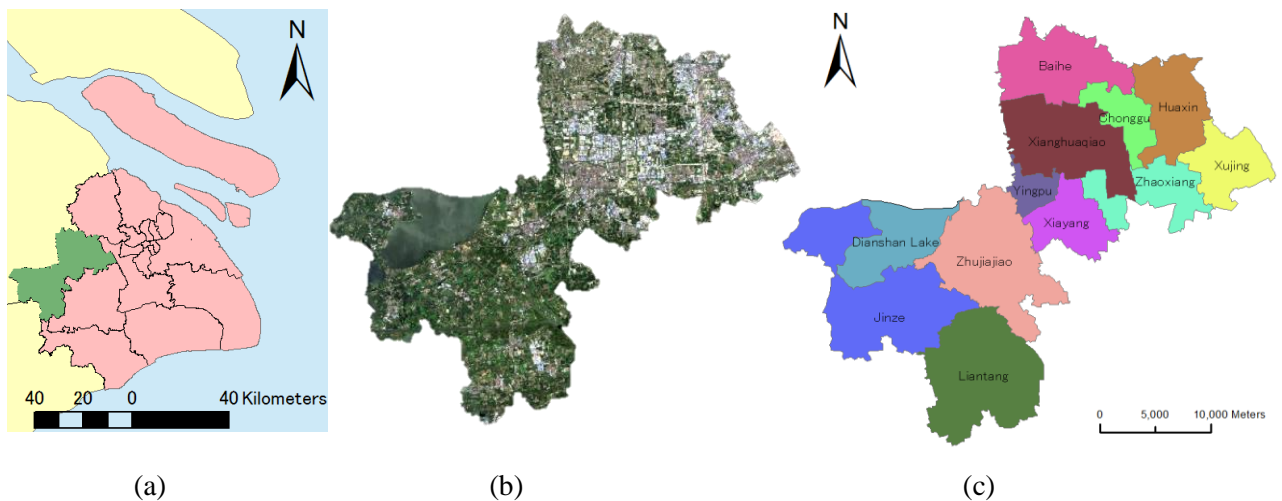 N
40 20 0 40 Kilometers
(a)
(b)
N
Baihe
Huaxin
Chonggu
Xianghuaqiao
Xujing
Zhaoxiang
Yingpu
Xiayang
Dianshan Lake
Zhujiajiao
Jinze
Liantang
0 5,000 10,000 Meters
(c)